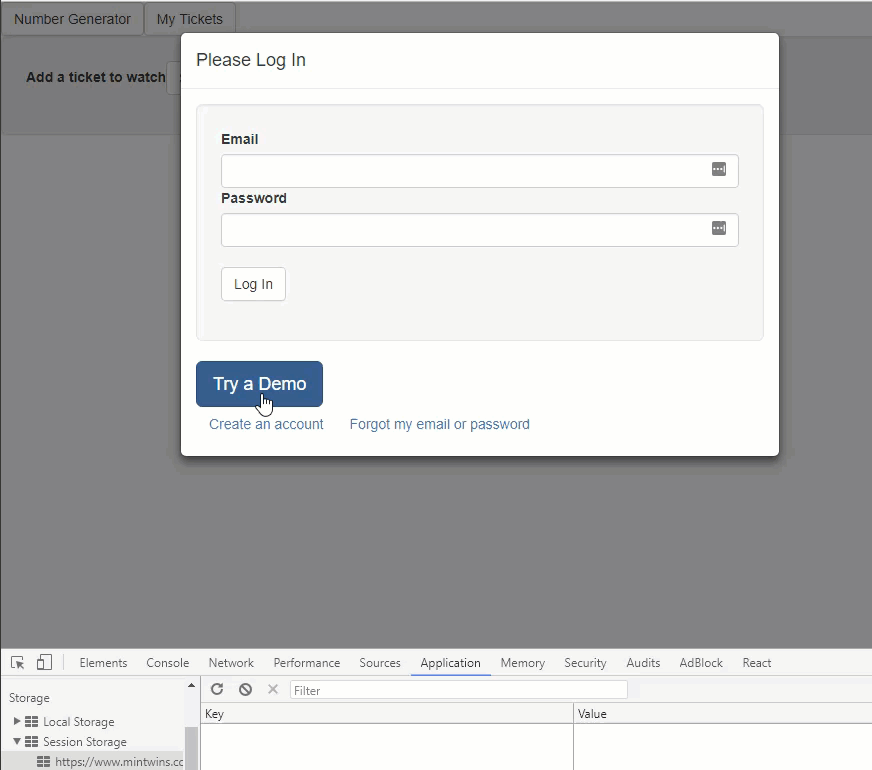 Number Generator My Tickets
Please Log In
Add a ticket to watch
Email
Password
Log In
Try a Demo
Create an account Forgot my email or password
Elements Console Network Performance Sources Application Memory Security Audits AdBlock React
Filter
Storage
Key Value
Local Storage
Session Storage
https://www.mintwins.cc